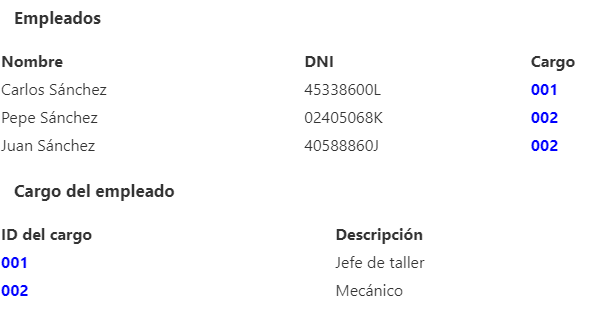 Empleados
Nombre DNI Cargo
Carlos Sánchez 45338600L 001
Pepe Sánchez 02405068K 002
Juan Sánchez 40588860J 002
Cargo del empleado
ID del cargo Descripción
001 Jefe de taller
002 Mecánico